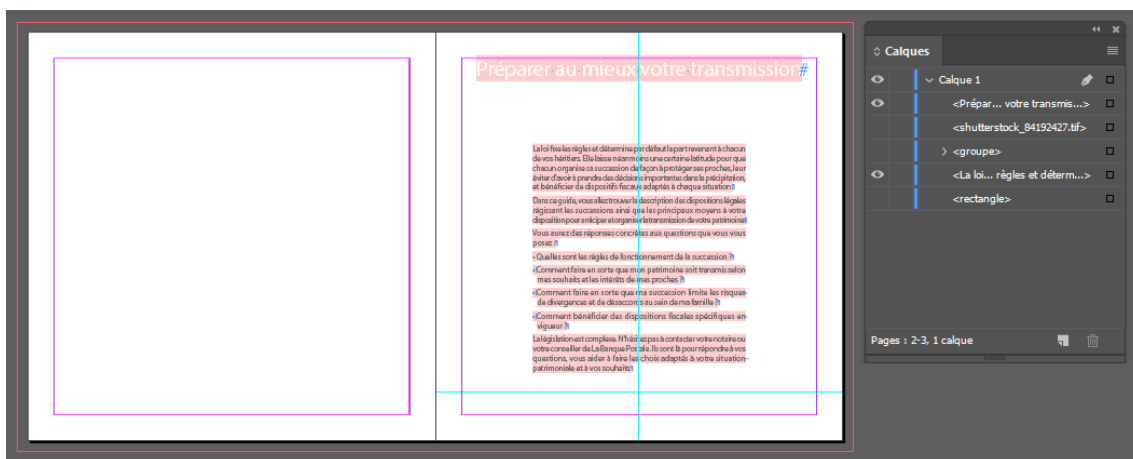 Préparer au mieux votre transmission#
La loi fixe les règles et détermine par défaut la part revenant à chacun
de vos héritiers. Elle laisse néanmoins une certaine latitude pour que
chacun organise sa succession de façon à protéger ses proches, leur
éviter d'avoir à prendre des décisions importantes dans la précipitation,
et bénéficier de dispositifs fiscaux adaptés à chaque situation¶
Dans ce guide, vous allez trouver la description des dispositions légales
régissant les successions ainsi que les principaux moyens à votre
disposition pour anticiper et organiser la transmission de votre patrimoine¶
Vous aurez des réponses concrètes aux questions que vous vous
posez :¶
• Quelles sont les règles de fonctionnement de la succession ?¶
•Comment faire en sorte que mon patrimoine soit transmis selon
mes souhaits et les intérêts de mes proches ?¶
•Comment faire en sorte que ma succession limite les risques
de divergences et de désaccords au sein de ma famille ?¶
•Comment bénéficier des dispositions fiscales spécifiques en
vigueur ?¶
La législation est complexe. N'hésitez pas à contacter votre notaire ou
votre conseiller de La Banque Postale. Ils sont là pour répondre à vos
questions, vous aider à faire les choix adaptés à votre situation
patrimoniale et à vos souhaits¶
Calques
Calque 1
<Prépar... votre transmis...>
<shutterstock_84192427.tif>
<groupe>
<La loi... règles et déterm...>
<rectangle>
Pages : 2-3, 1 calque